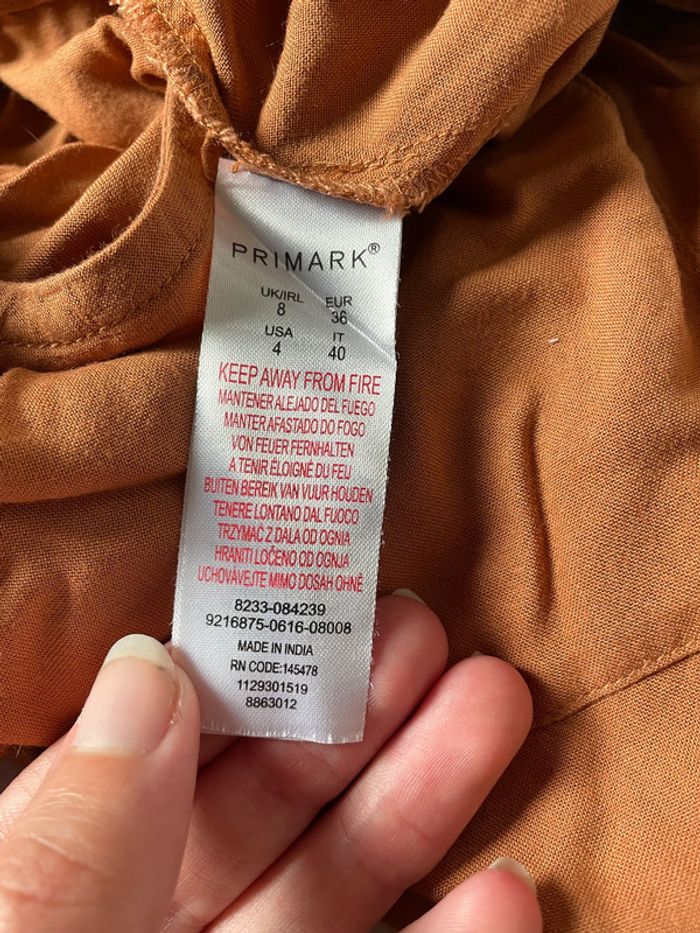 PRIMARK®
UK/IRL EUR
8 36
USA IT
4 40
KEEP AWAY FROM FIRE
MANTENER ALEJADO DEL FUEGO
MANTER AFASTADO DO FOGO
VON FEUER FERNHALTEN
A TENIR ÉLOIGNÉ DU FEU
BUITEN BEREIK VAN VUUR HOUDEN
TENERE LONTANO DAL FUOCO
TRZYMAĆ Z DALA OD OGNIA
HRANITI LOČENO OD OGNJA
UCHOVÁVEJTE MIMO DOSAH OHNĚ
8233-084239
9216875-0616-08008
MADE IN INDIA
RN CODE:145478
1129301519
8863012